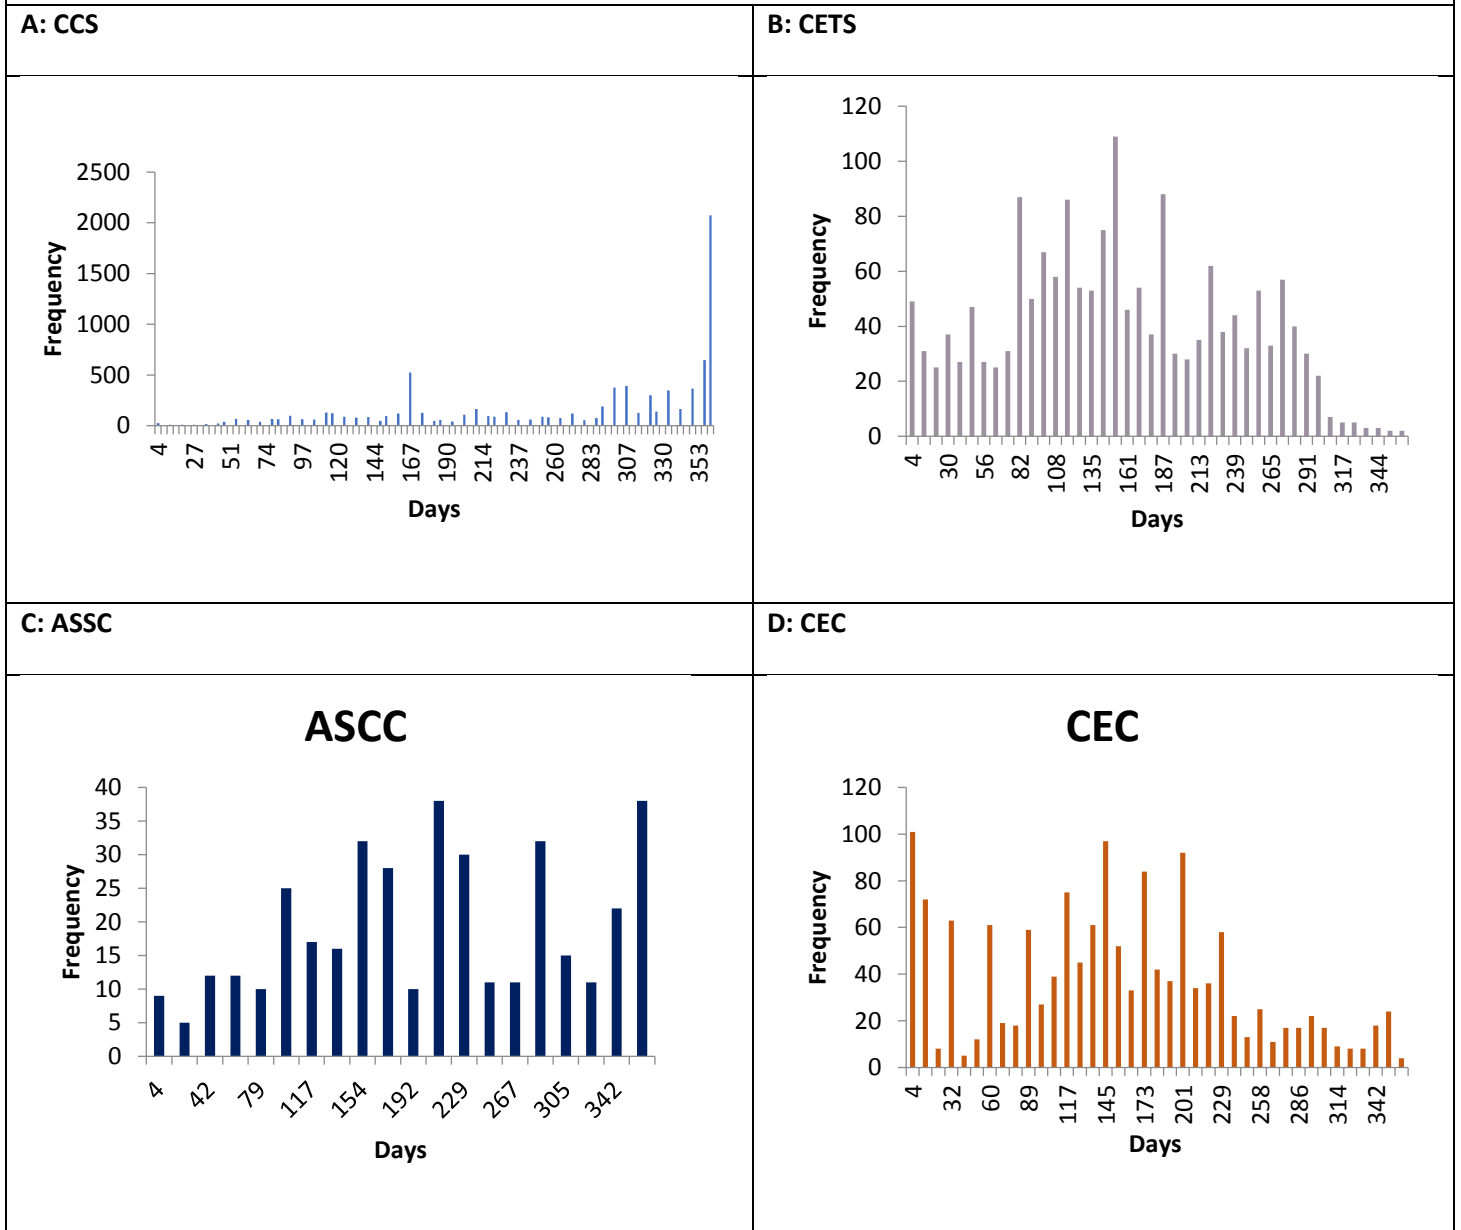 A: CCS
B: CETS
2500
2000
1500
1000
500
0
Frequency
4 27 51 74 97 120 144 167 190 214 237 260 283 307 330 353
Days
120
100
80
60
40
20
0
Frequency
4 30 56 82 108 135 161 187 213 239 265 291 317 344
Days
C: ASSC
D: CEC
ASCC
40
35
30
25
20
15
10
5
0
Frequency
4 42 79 117 154 192 229 267 305 342
Days
CEC
120
100
80
60
40
20
0
Frequency
4 32 60 89 117 145 173 201 229 258 286 314 342
Days